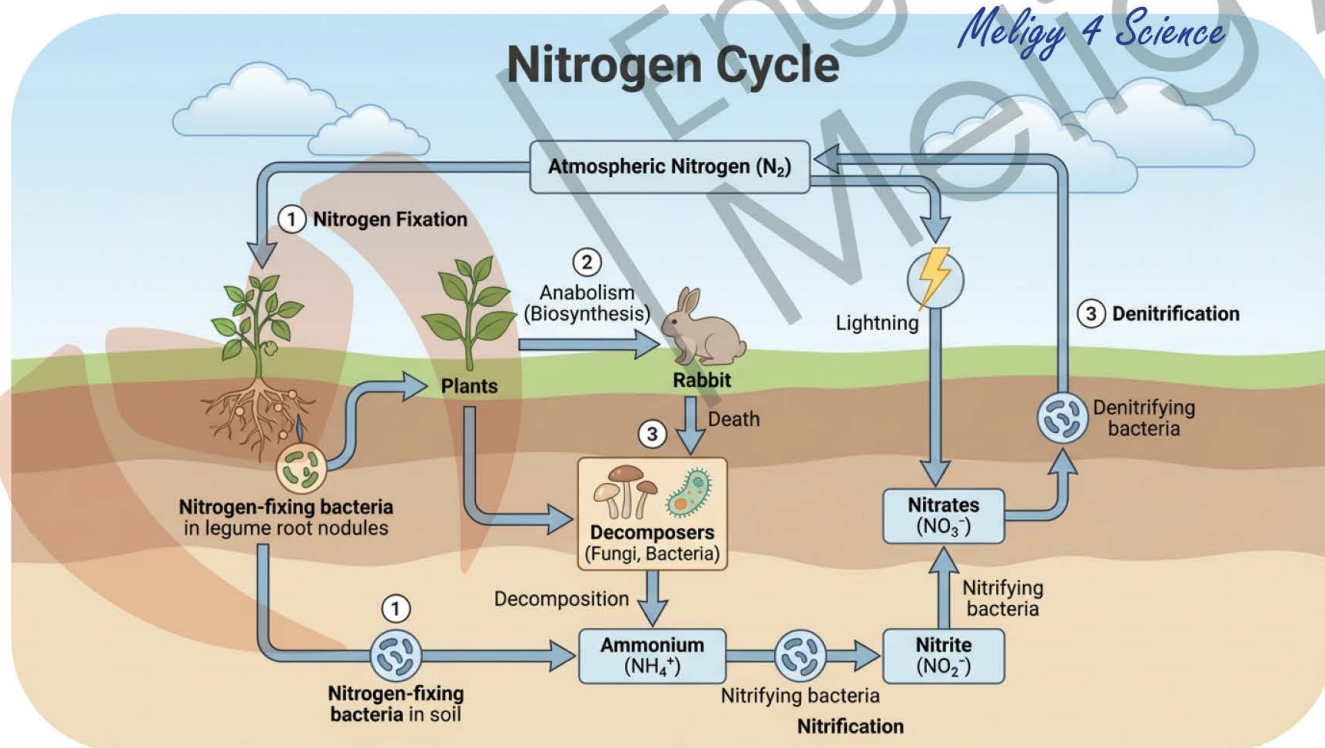 Meligy 4 Science
Nitrogen Cycle
Atmospheric Nitrogen (N₂)
1 Nitrogen Fixation
2
Anabolism
(Biosynthesis)
Lightning
3 Denitrification
Plants
Rabbit
Death
3
Denitrifying
bacteria
Nitrogen-fixing bacteria
in legume root nodules
Decomposers
(Fungi, Bacteria)
Nitrates
(NO₃⁻)
Decomposition
Nitrifying
bacteria
1
Ammonium
(NH₄⁺)
Nitrite
(NO₂⁻)
Nitrogen-fixing
bacteria in soil
Nitrifying bacteria
Nitrification